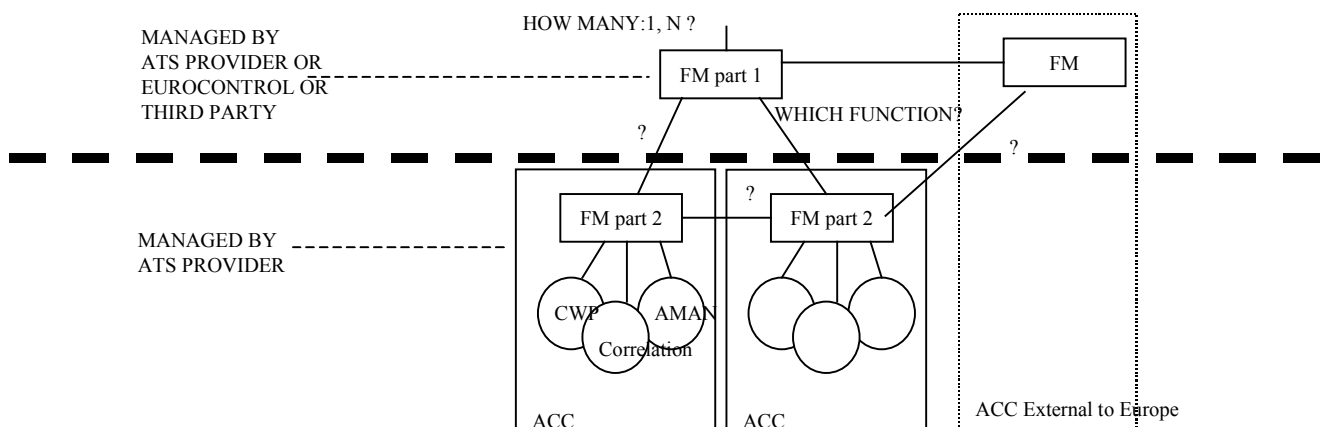 HOW MANY:1, N ?
MANAGED BY
ATS PROVIDER OR
EUROCONTROL OR
THIRD PARTY
FM part 1
FM
WHICH FUNCTION?
?
?
?
FM part 2
FM part 2
MANAGED BY
ATS PROVIDER
CWP
AMAN
Correlation
ACC
ACC
ACC External to Europe